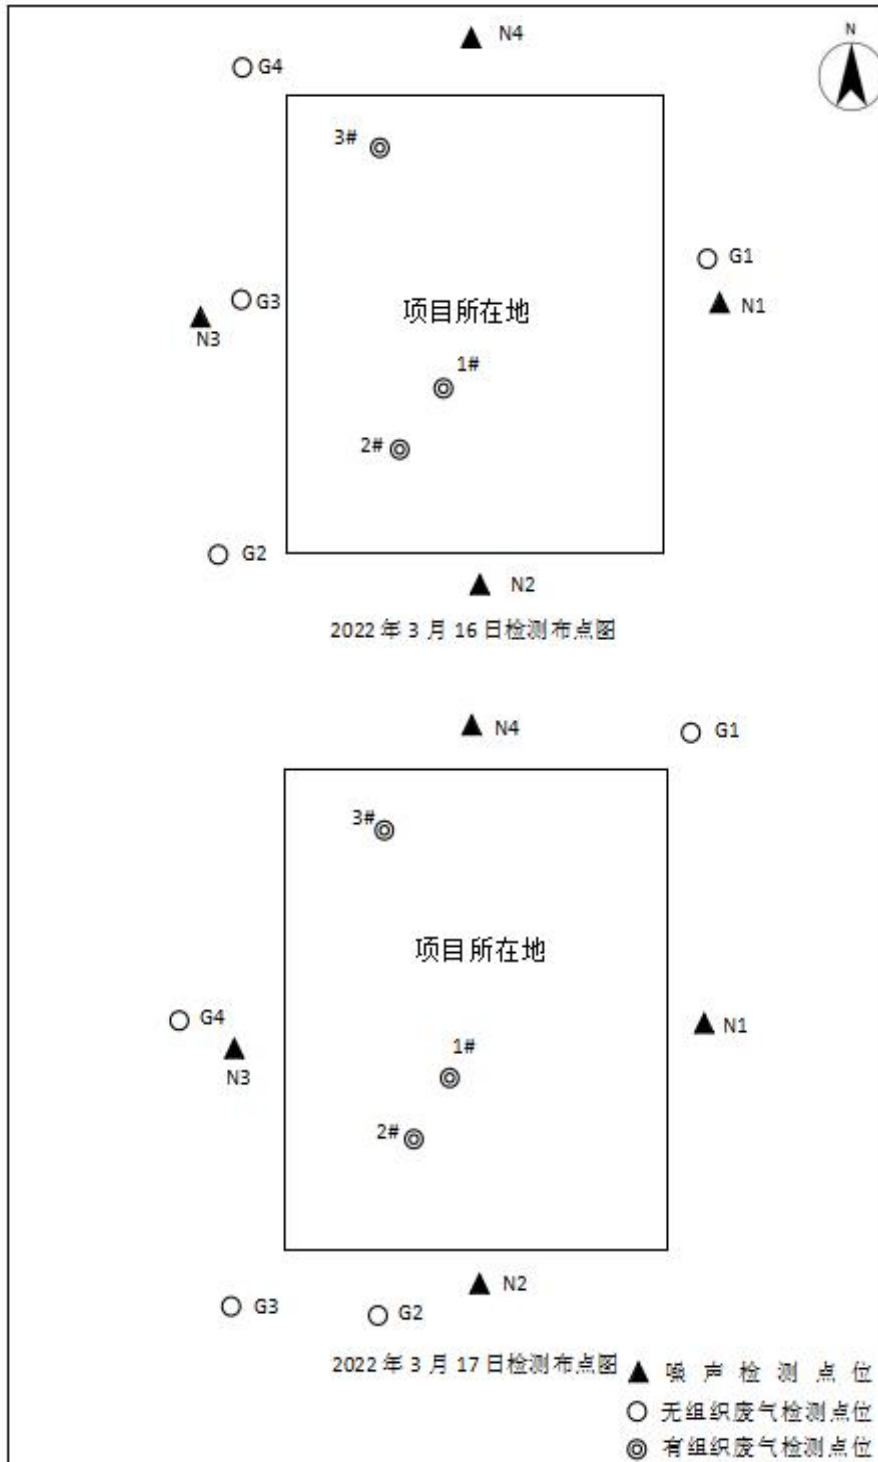 N4
N
G4
3#
G1
G3
项目所在地
N1
N3
1#
2#
G2
N2
2022 年 3 月 16 日检测布点图
N4
G1
3#
项目所在地
G4
N1
1#
N3
2#
N2
G3
G2
2022 年 3 月 17 日检测布点图
噪声检测点位
无组织废气检测点位
有组织废气检测点位